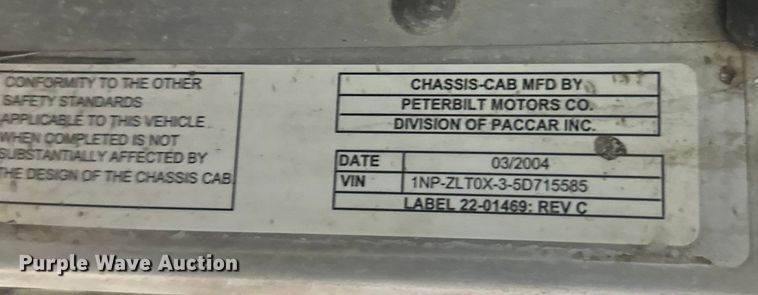 CONFORMITY TO THE OTHER
SAFETY STANDARDS
APPLICABLE TO THIS VEHICLE
WHEN COMPLETED IS NOT
SUBSTANTIALLY AFFECTED BY
THE DESIGN OF THE CHASSIS CAB.
CHASSIS-CAB MFD BY
PETERBILT MOTORS CO.
DIVISION OF PACCAR INC.
DATE 03/2004
VIN 1NP-ZLT0X-3-5D715585
LABEL 22-01469: REV C
Purple Wave Auction